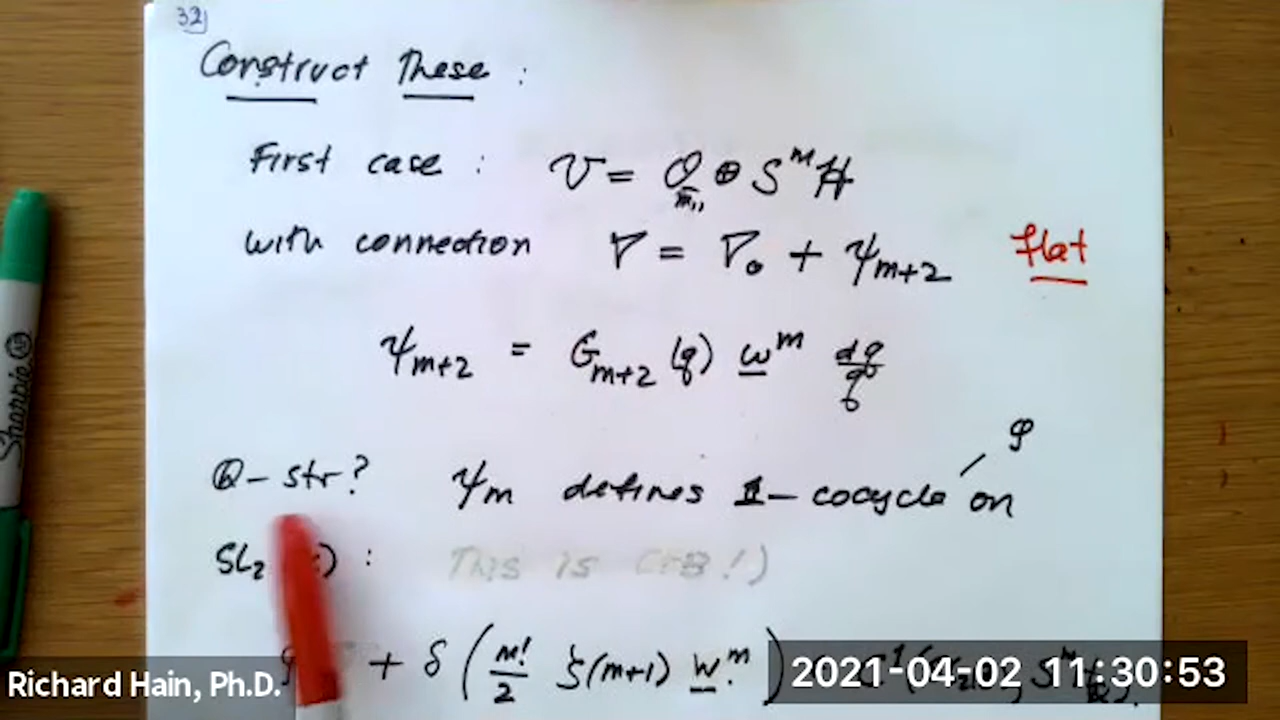 32
Construct These :
First case : 𝒱 = 𝒪 ⊕ S^m ℋ
m,1
with connection ∇ = ∇₀ + ψ_{m+2} flat
ψ_{m+2} = G_{m+2}(q) w^m dq/q
φ
Q-str? ψ_m defines 1-cocycle on
SL₂ ) :
This is
+ δ ( m!/2 ζ(m+1) w^m )
Sharpie
Richard Hain, Ph.D.
2021-04-02 11:30:53